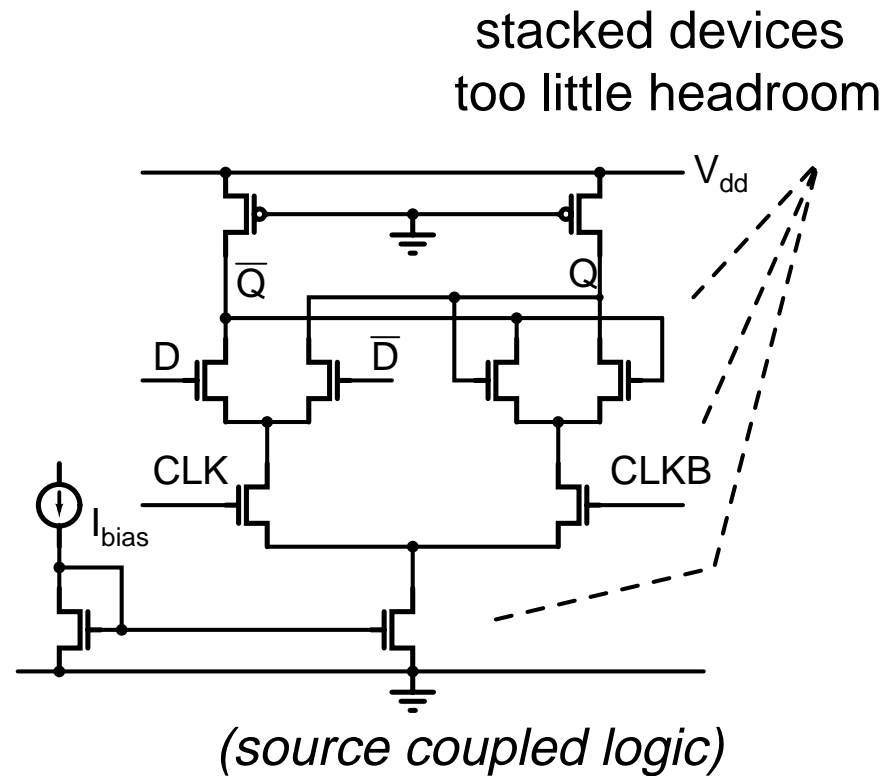 stacked devices
too little headroom
V_dd
Q̅ Q
D D̅
CLK CLKB
I_bias
(source coupled logic)